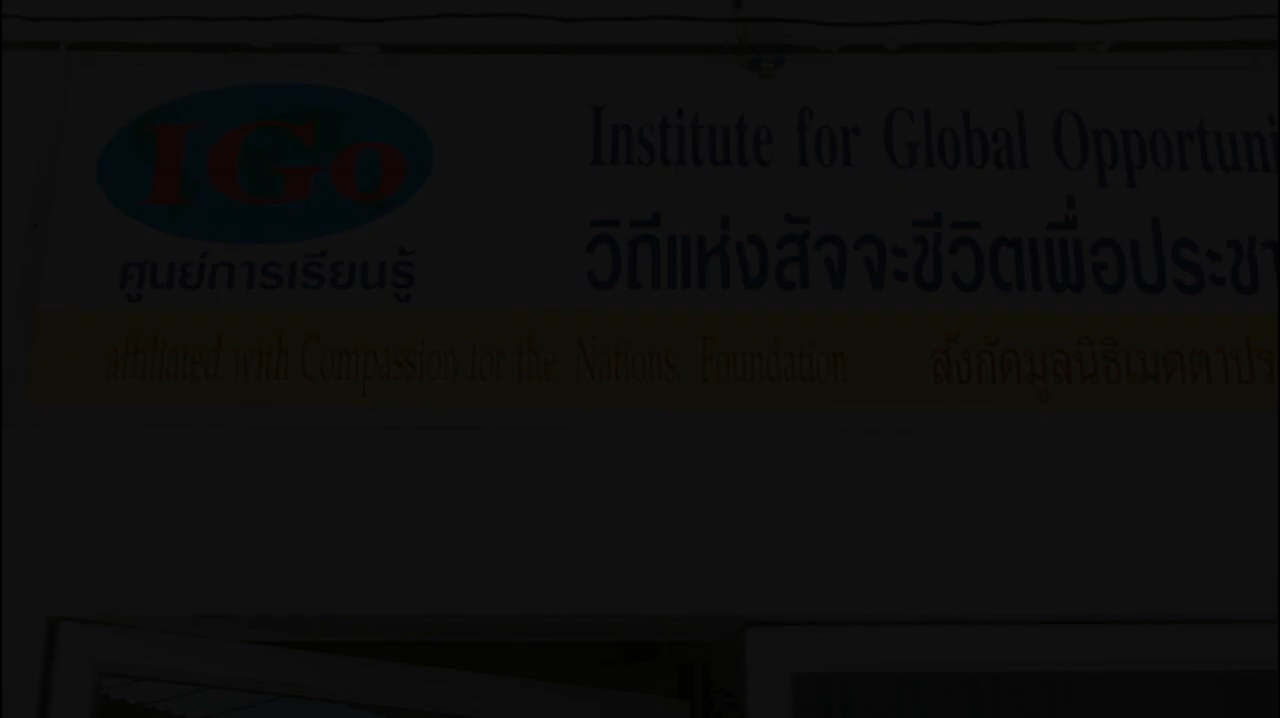 IGo
ศูนย์การเรียนรู้
Institute for Global Opportuni
วิถีแห่งสัจจะชีวิตเพื่อประชา
affiliated with Compassion for the Nations Foundation
สังกัดมูลนิธิเมตตาประ